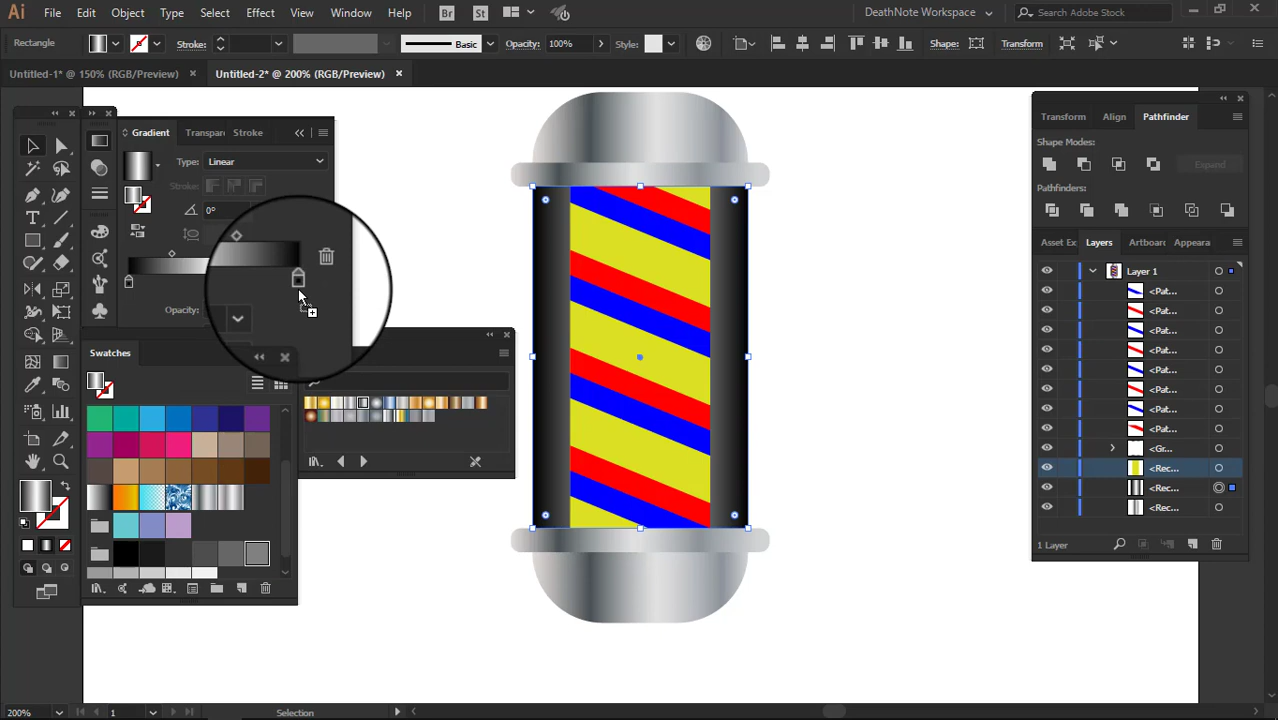 Ai File Edit Object Type Select Effect View Window Help Br St DeathNote Workspace Search Adobe Stock
Rectangle Stroke: Basic Opacity: 100% Style: Shape: Transform
Untitled-1* @ 150% (RGB/Preview) × Untitled-2* @ 200% (RGB/Preview) ×
Gradient Transpare Stroke
Type: Linear
Stroke:
0°
Opacity:
Swatches
Transform Align Pathfinder
Shape Modes:
Expand
Pathfinders:
Asset Ex Layers Artboard Appeara
Layer 1
<Pat...
<Pat...
<Pat...
<Pat...
<Pat...
<Pat...
<Pat...
<Pat...
<Gr...
<Rec...
<Rec...
<Rec...
1 Layer
200% 1 Selection